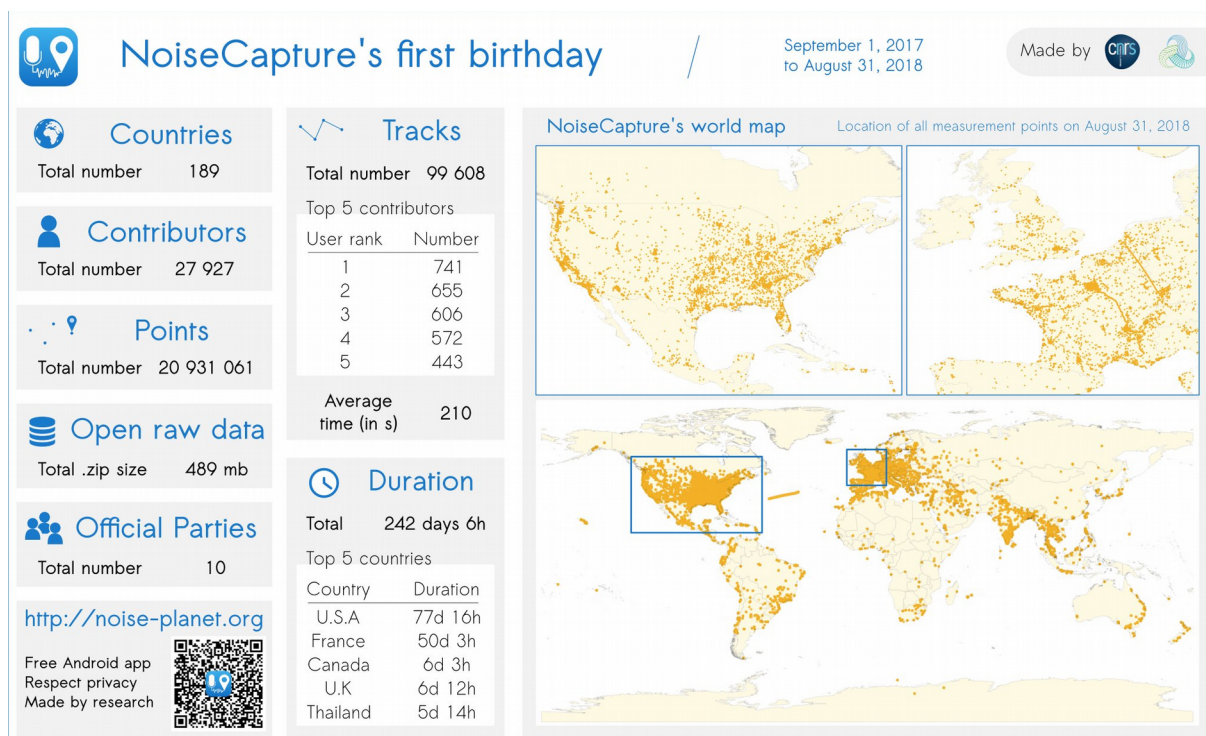 NoiseCapture's first birthday
September 1, 2017
to August 31, 2018
Made by
cnrs
Countries
Total number 189
Contributors
Total number 27 927
Points
Total number 20 931 061
Open raw data
Total .zip size 489 mb
Official Parties
Total number 10
http://noise-planet.org
Free Android app
Respect privacy
Made by research
Tracks
Total number 99 608
Top 5 contributors
User rank Number
1 741
2 655
3 606
4 572
5 443
Average
time (in s) 210
Duration
Total 242 days 6h
Top 5 countries
Country Duration
U.S.A 77d 16h
France 50d 3h
Canada 6d 3h
U.K 6d 12h
Thailand 5d 14h
NoiseCapture's world map
Location of all measurement points on August 31, 2018